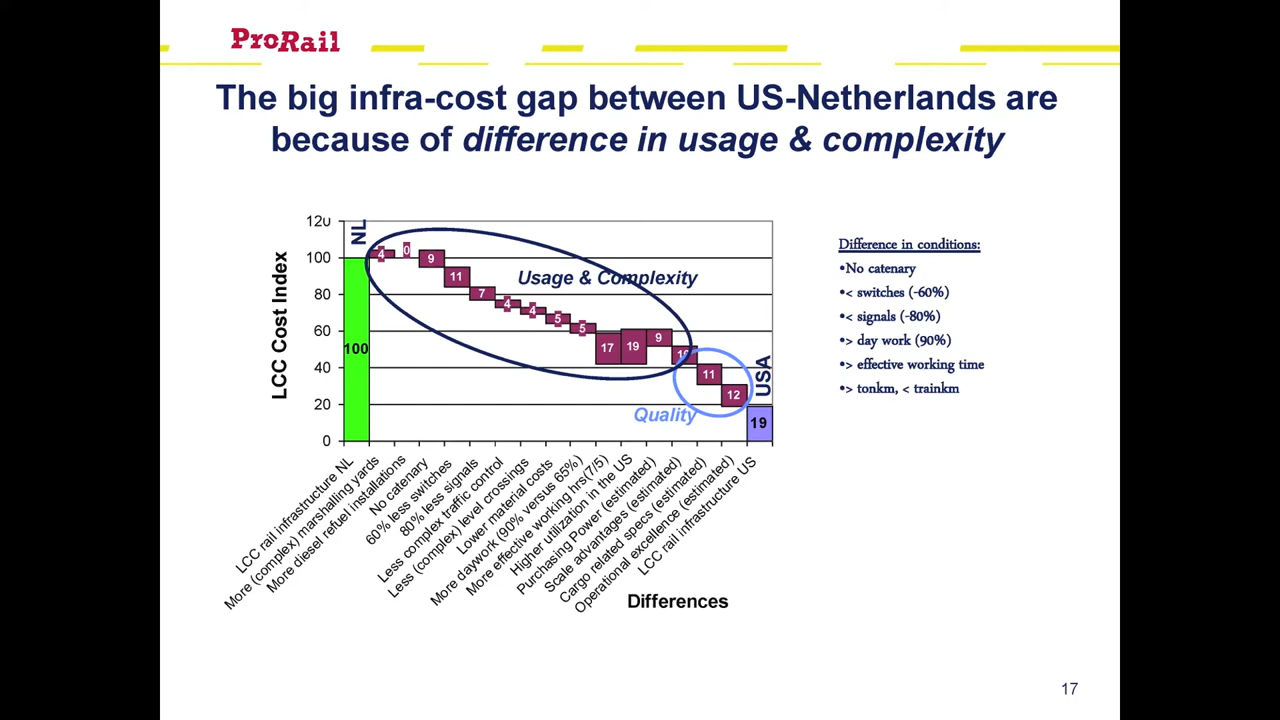 ProRail
The big infra-cost gap between US-Netherlands are
because of difference in usage & complexity
120
100
80
60
40
20
0
LCC Cost Index
NL
100
4
0
9
11
7
4
4
5
5
17
19
9
10
11
12
19
USA
Usage & Complexity
Quality
LCC rail infrastructure NL
More (complex) marshalling yards
More diesel refuel installations
No catenary
60% less switches
80% less signals
Less complex traffic control
Less (complex) level crossings
Lower material costs
More daywork (90% versus 65%)
More effective working hrs(7/5)
Higher utilization in the US
Purchasing Power (estimated)
Scale advantages (estimated)
Cargo related specs (estimated)
Operational excellence (estimated)
LCC rail infrastructure US
Differences
Difference in conditions:
•No catenary
•< switches (-60%)
•< signals (-80%)
•> day work (90%)
•> effective working time
•> tonkm, < trainkm
17